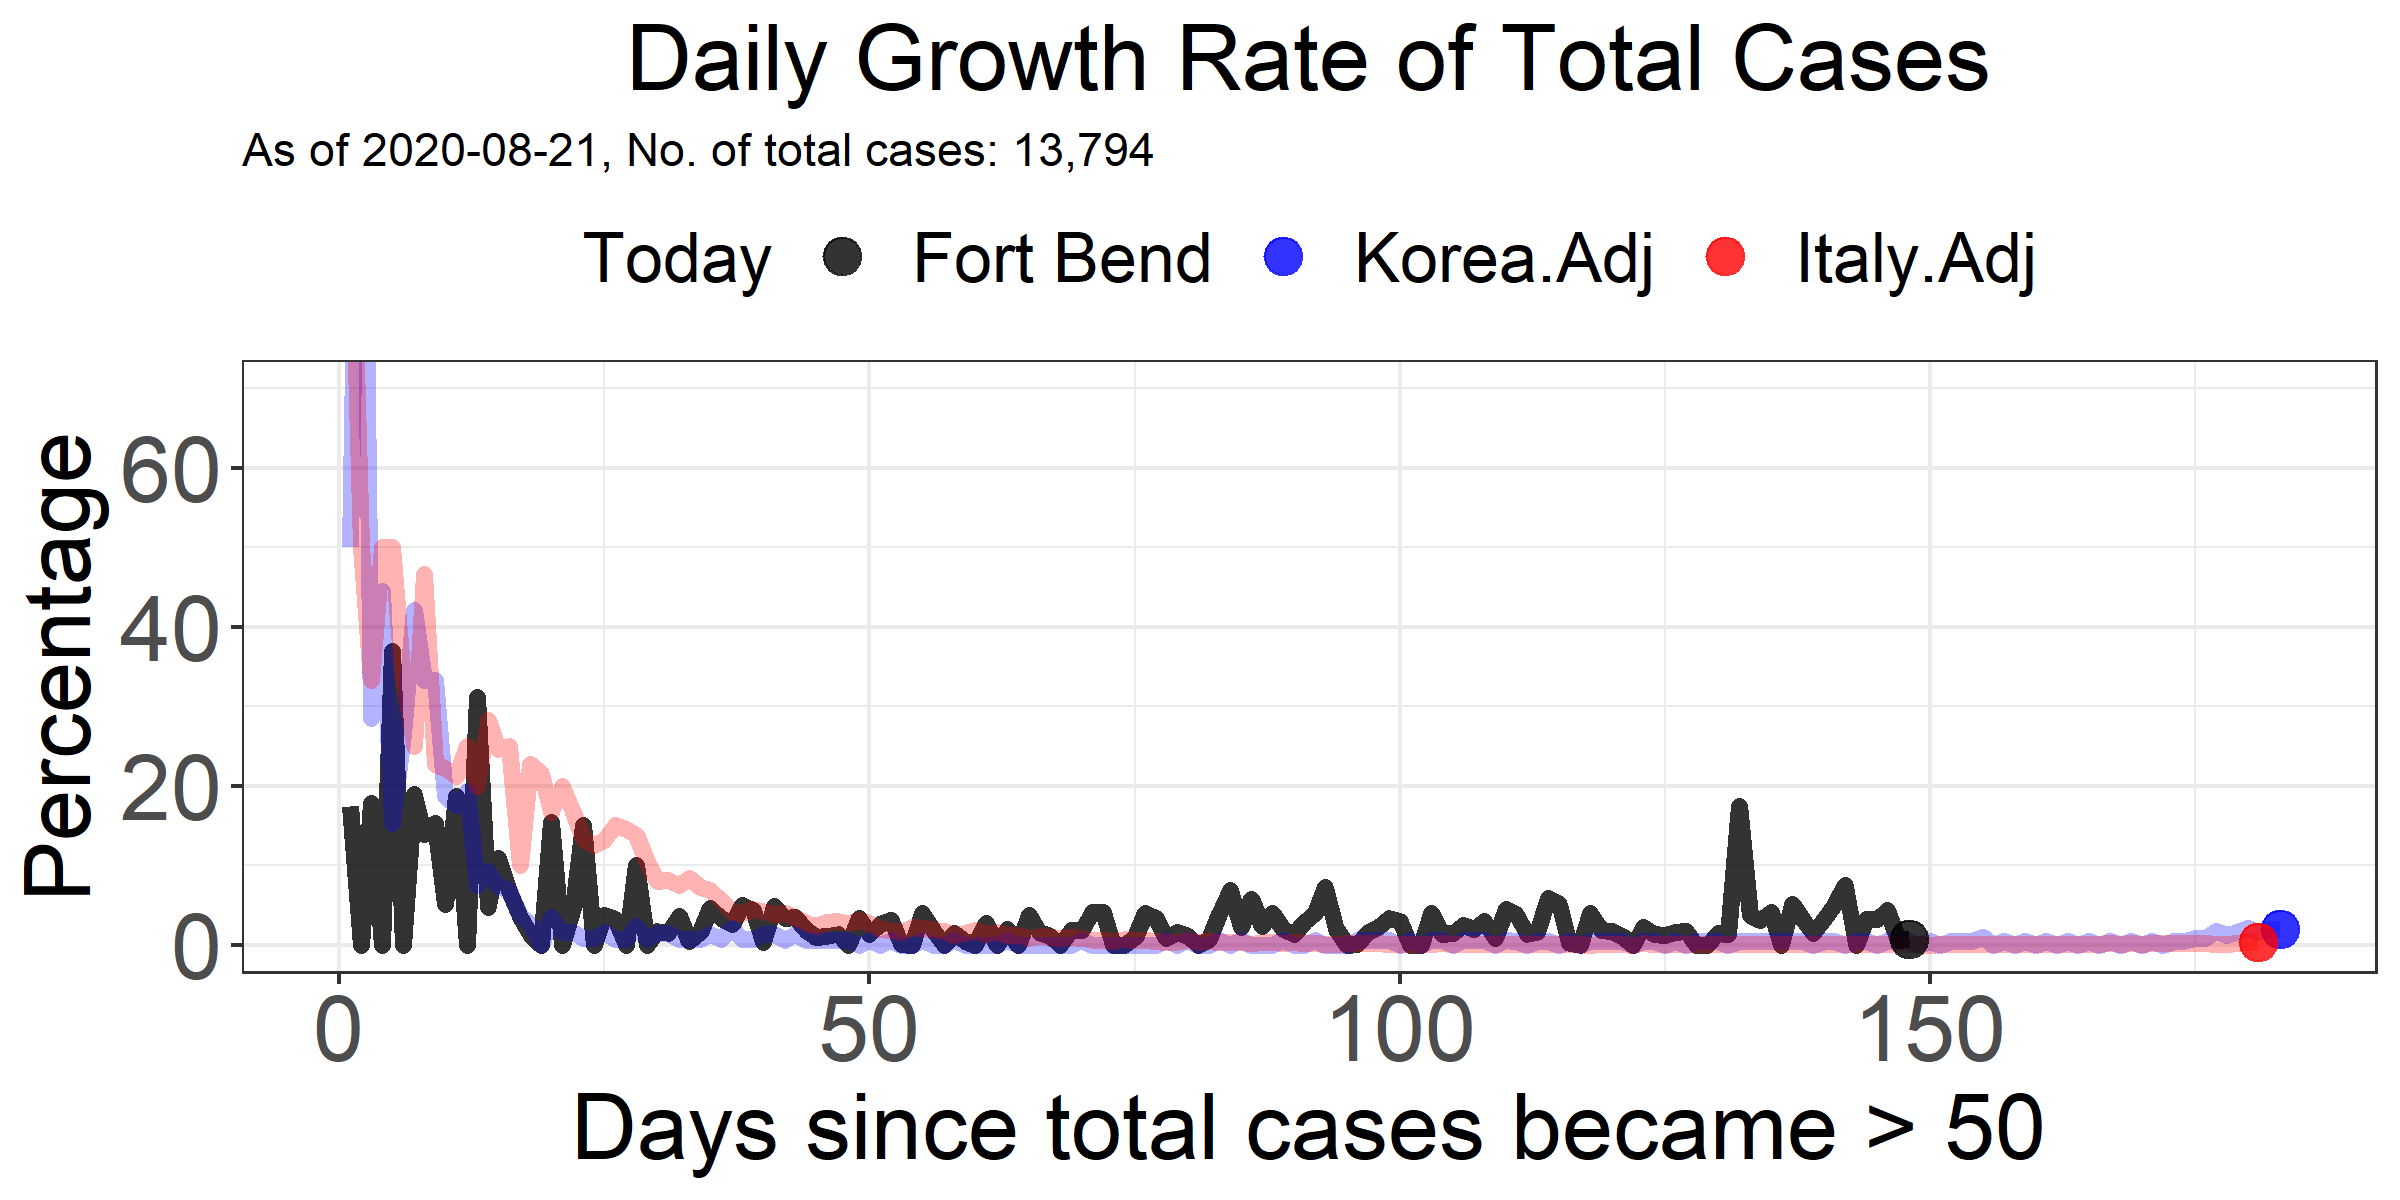 Daily Growth Rate of Total Cases
As of 2020-08-21, No. of total cases: 13,794
Today Fort Bend Korea.Adj Italy.Adj
Percentage
60
40
20
0
0 50 100 150
Days since total cases became > 50